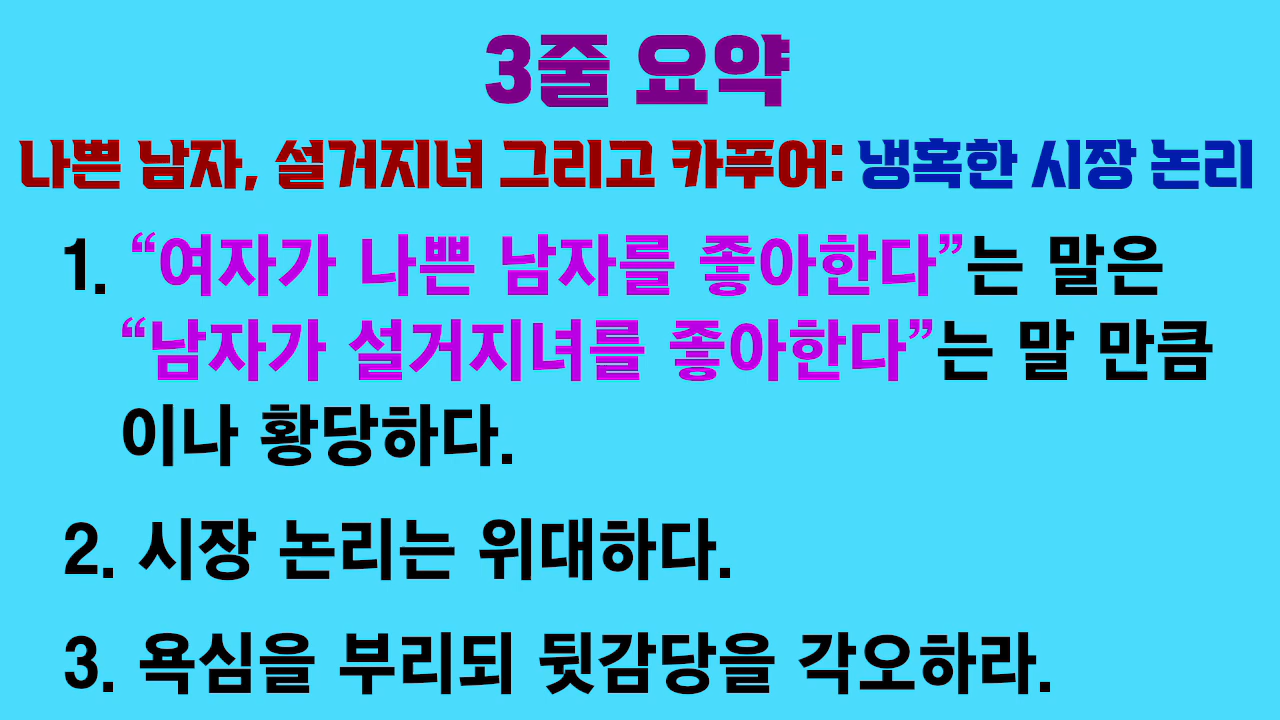 3줄 요약
나쁜 남자, 설거지녀 그리고 카푸어: 냉혹한 시장 논리
1. “여자가 나쁜 남자를 좋아한다”는 말은
“남자가 설거지녀를 좋아한다”는 말 만큼
이나 황당하다.
2. 시장 논리는 위대하다.
3. 욕심을 부리되 뒷감당을 각오하라.